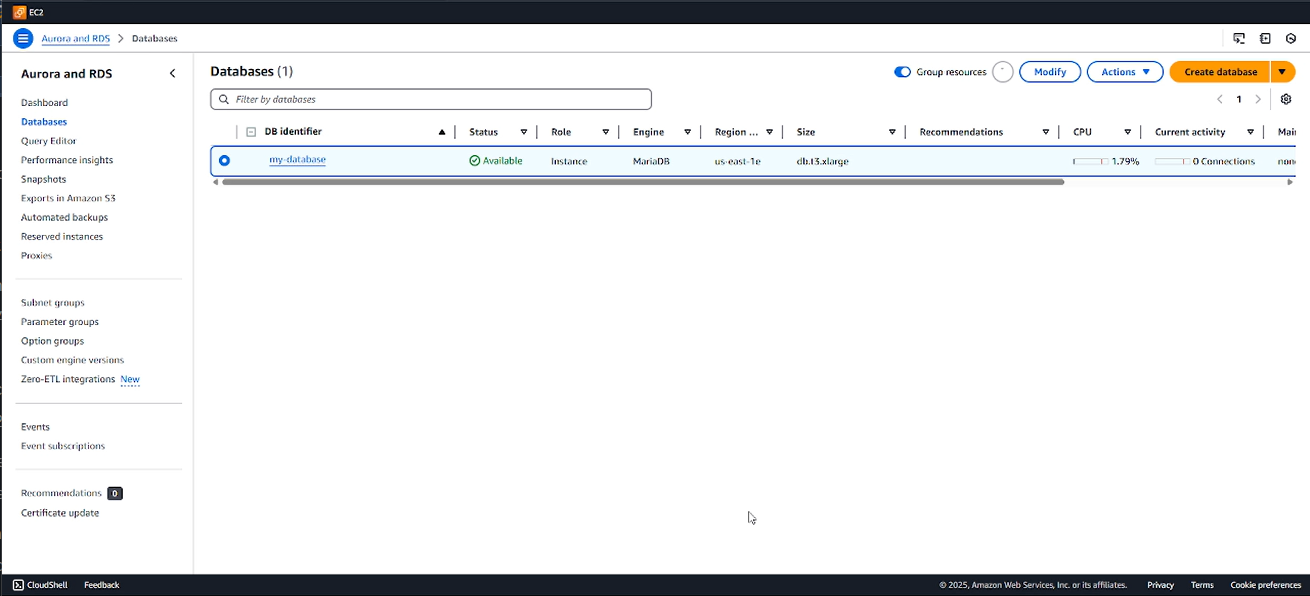 EC2
Aurora and RDS > Databases
Aurora and RDS
Dashboard
Databases
Query Editor
Performance insights
Snapshots
Exports in Amazon S3
Automated backups
Reserved instances
Proxies
Subnet groups
Parameter groups
Option groups
Custom engine versions
Zero-ETL integrations New
Events
Event subscriptions
Recommendations 0
Certificate update
Databases (1)
Group resources
Modify
Actions
Create database
Filter by databases
1
DB identifier Status Role Engine Region ... Size Recommendations CPU Current activity Mai
my-database Available Instance MariaDB us-east-1e db.t3.xlarge 1.79% 0 Connections none
CloudShell Feedback © 2025, Amazon Web Services, Inc. or its affiliates. Privacy Terms Cookie preferences